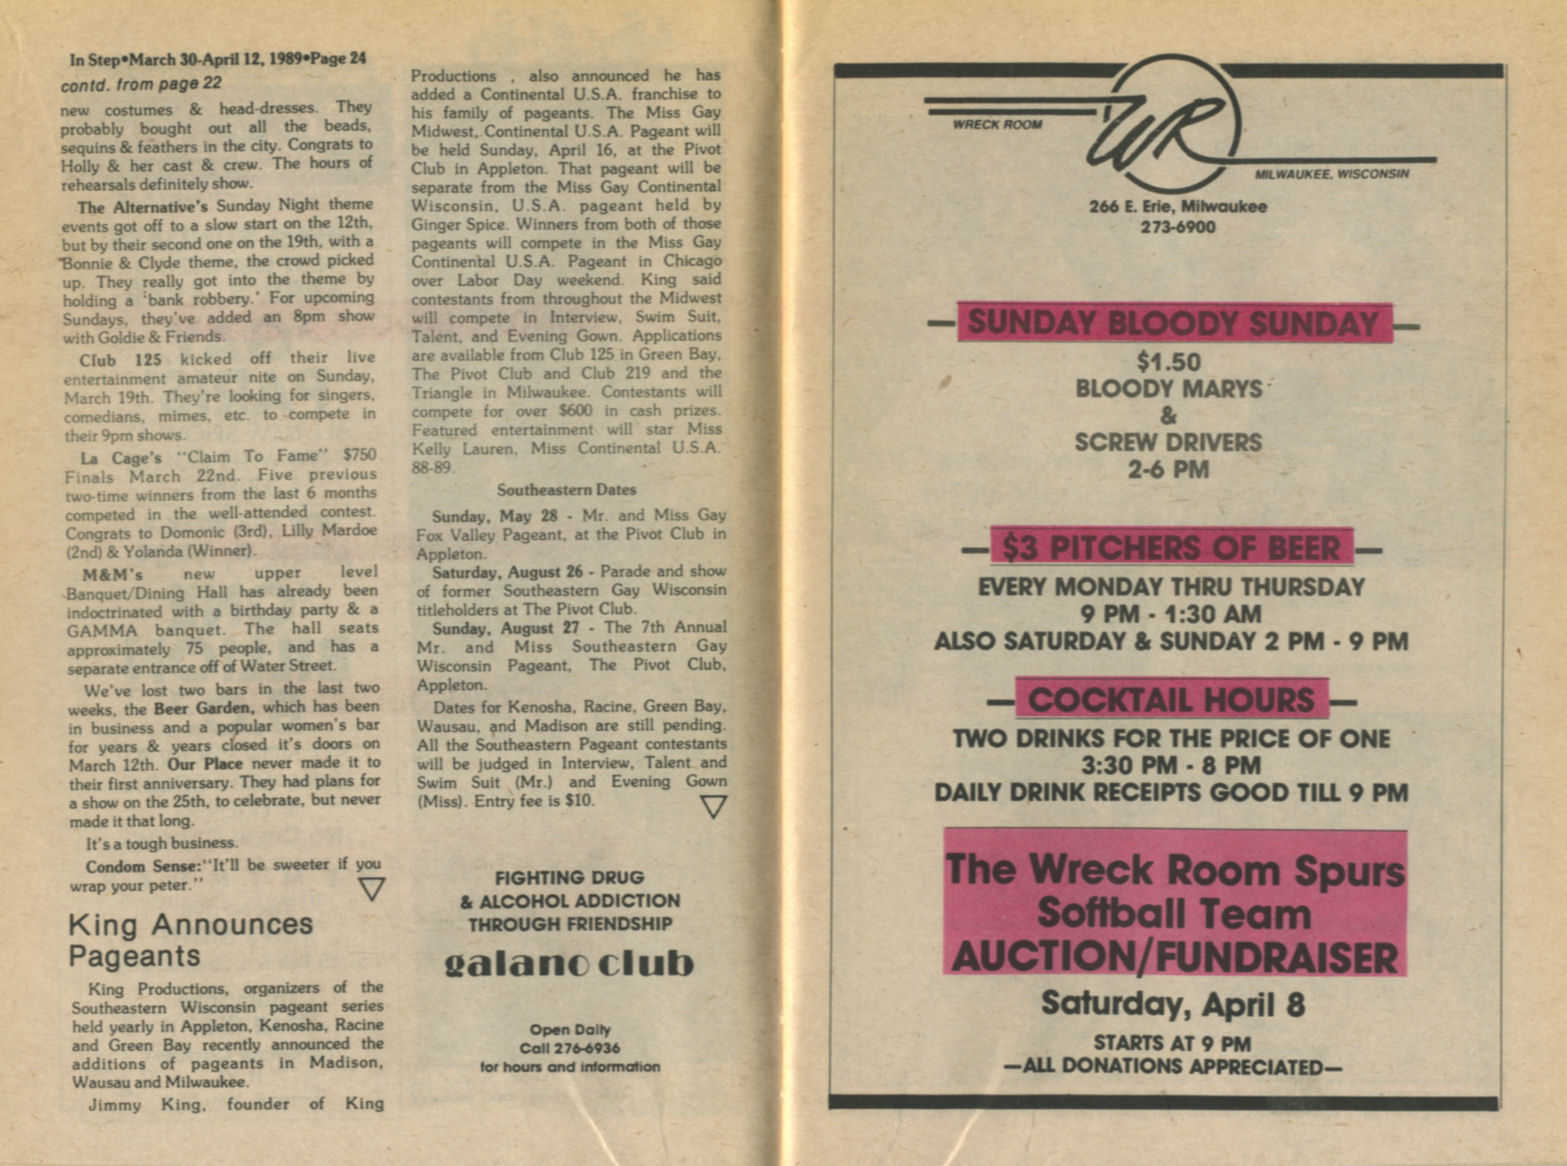 In Step•March 30-April 12, 1989•Page 24
contd. from page 22
new costumes & head-dresses. They
probably bought out all the beads,
sequins & feathers in the city. Congrats to
Holly & her cast & crew. The hours of
rehearsals definitely show.
The Alternative's Sunday Night theme
events got off to a slow start on the 12th,
but by their second one on the 19th, with a
Bonnie & Clyde theme, the crowd picked
up. They really got into the theme by
holding a 'bank robbery.' For upcoming
Sundays, they've added an 8pm show
with Goldie & Friends.
Club 125 kicked off their live
entertainment amateur nite on Sunday,
March 19th. They're looking for singers,
comedians, mimes, etc. to compete in
their 9pm shows.
La Cage's "Claim To Fame" $750
Finals March 22nd. Five previous
two-time winners from the last 6 months
competed in the well-attended contest.
Congrats to Domonic (3rd), Lilly Mardoe
(2nd) & Yolanda (Winner).
M&M's new upper level
Banquet/Dining Hall has already been
indoctrinated with a birthday party & a
GAMMA banquet. The hall seats
approximately 75 people, and has a
separate entrance off of Water Street.
We've lost two bars in the last two
weeks, the Beer Garden, which has been
in business and a popular women's bar
for years & years closed it's doors on
March 12th. Our Place never made it to
their first anniversary. They had plans for
a show on the 25th, to celebrate, but never
made it that long.
It's a tough business.
Condom Sense:"It'll be sweeter if you
wrap your peter."
King Announces
Pageants
King Productions, organizers of the
Southeastern Wisconsin pageant series
held yearly in Appleton, Kenosha, Racine
and Green Bay recently announced the
additions of pageants in Madison,
Wausau and Milwaukee.
Jimmy King, founder of King
Productions , also announced he has
added a Continental U.S.A. franchise to
his family of pageants. The Miss Gay
Midwest, Continental U.S.A. Pageant will
be held Sunday, April 16, at the Pivot
Club in Appleton. That pageant will be
separate from the Miss Gay Continental
Wisconsin, U.S.A. pageant held by
Ginger Spice. Winners from both of those
pageants will compete in the Miss Gay
Continental U.S.A. Pageant in Chicago
over Labor Day weekend. King said
contestants from throughout the Midwest
will compete in Interview, Swim Suit,
Talent, and Evening Gown. Applications
are available from Club 125 in Green Bay,
The Pivot Club and Club 219 and the
Triangle in Milwaukee. Contestants will
compete for over $600 in cash prizes.
Featured entertainment will star Miss
Kelly Lauren, Miss Continental U.S.A.
88-89.
Southeastern Dates
Sunday, May 28 - Mr. and Miss Gay
Fox Valley Pageant, at the Pivot Club in
Appleton.
Saturday, August 26 - Parade and show
of former Southeastern Gay Wisconsin
titleholders at The Pivot Club.
Sunday, August 27 - The 7th Annual
Mr. and Miss Southeastern Gay
Wisconsin Pageant, The Pivot Club,
Appleton.
Dates for Kenosha, Racine, Green Bay,
Wausau, and Madison are still pending.
All the Southeastern Pageant contestants
will be judged in Interview, Talent and
Swim Suit (Mr.) and Evening Gown
(Miss). Entry fee is $10.
FIGHTING DRUG
& ALCOHOL ADDICTION
THROUGH FRIENDSHIP
galano club
Open Daily
Call 276-6936
for hours and information
WR
WRECK ROOM
MILWAUKEE, WISCONSIN
266 E. Erie, Milwaukee
273-6900
SUNDAY BLOODY SUNDAY
$1.50
BLOODY MARYS
&
SCREW DRIVERS
2-6 PM
$3 PITCHERS OF BEER
EVERY MONDAY THRU THURSDAY
9 PM - 1:30 AM
ALSO SATURDAY & SUNDAY 2 PM - 9 PM
COCKTAIL HOURS
TWO DRINKS FOR THE PRICE OF ONE
3:30 PM - 8 PM
DAILY DRINK RECEIPTS GOOD TILL 9 PM
The Wreck Room Spurs
Softball Team
AUCTION/FUNDRAISER
Saturday, April 8
STARTS AT 9 PM
—ALL DONATIONS APPRECIATED—